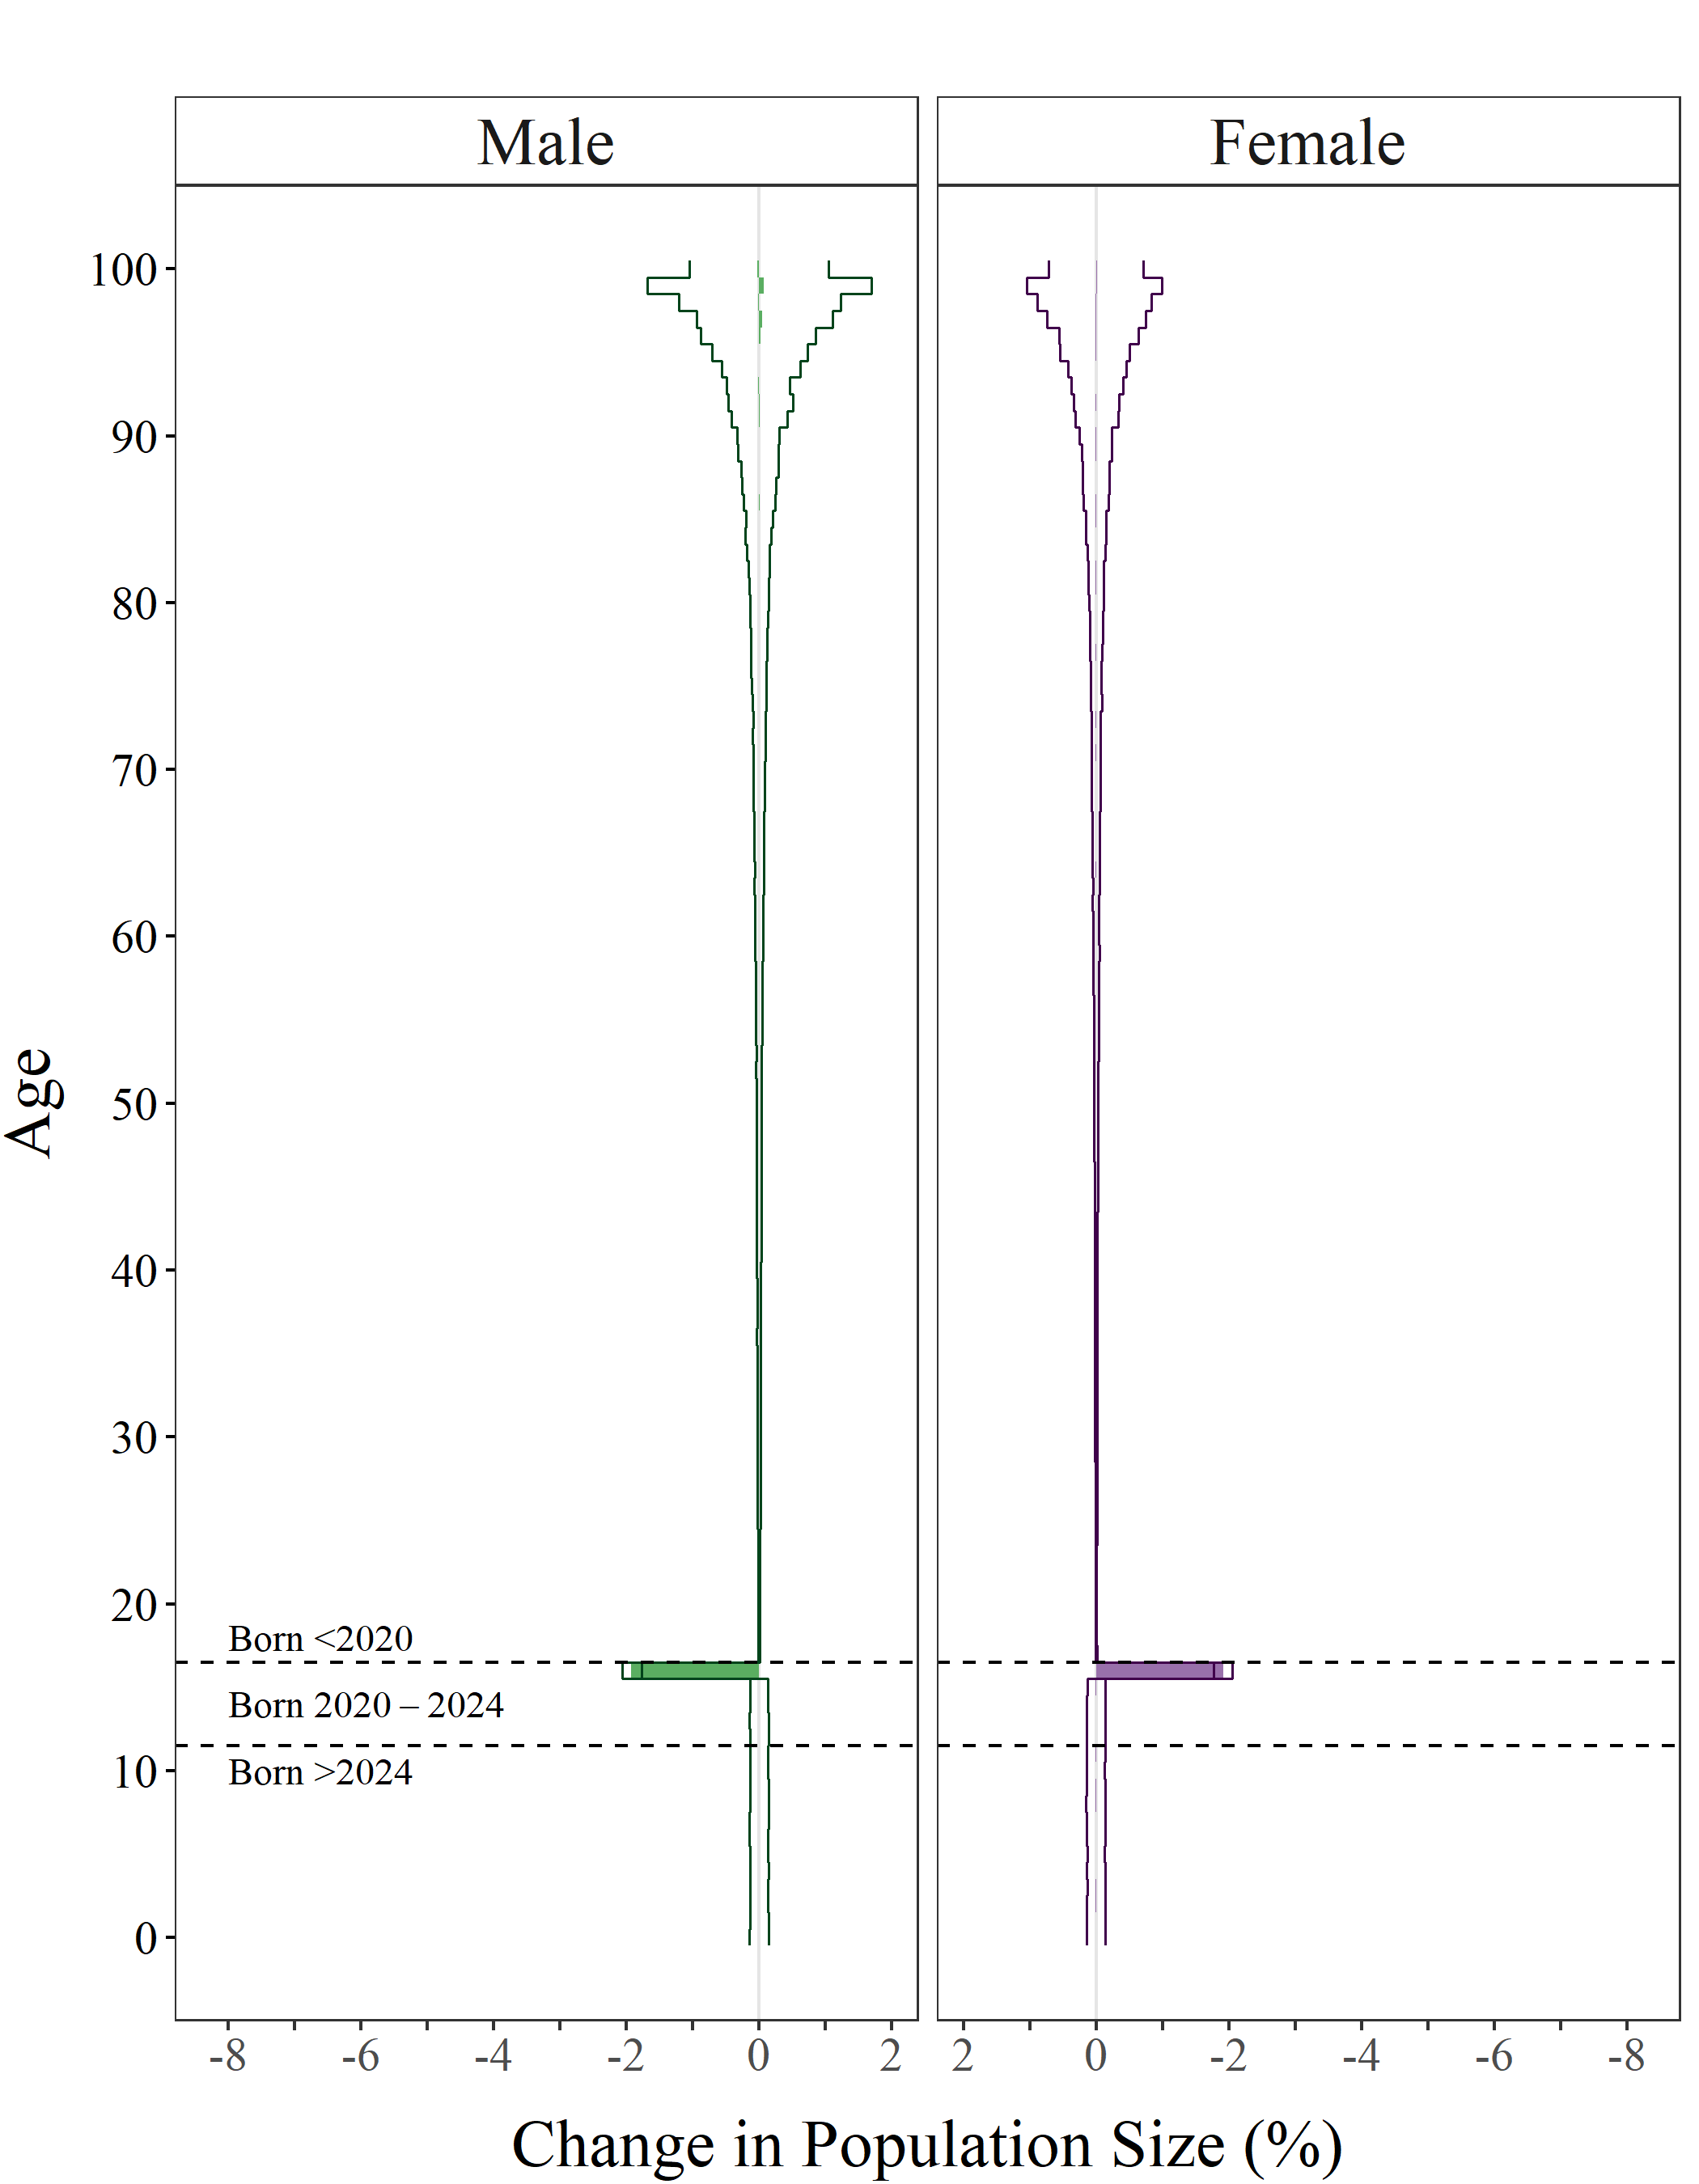 Male Female
100
90
80
70
60
50
40
30
20
Born <2020
Born 2020 – 2024
10
Born >2024
0
Age
-8 -6 -4 -2 0 2 2 0 -2 -4 -6 -8
Change in Population Size (%)